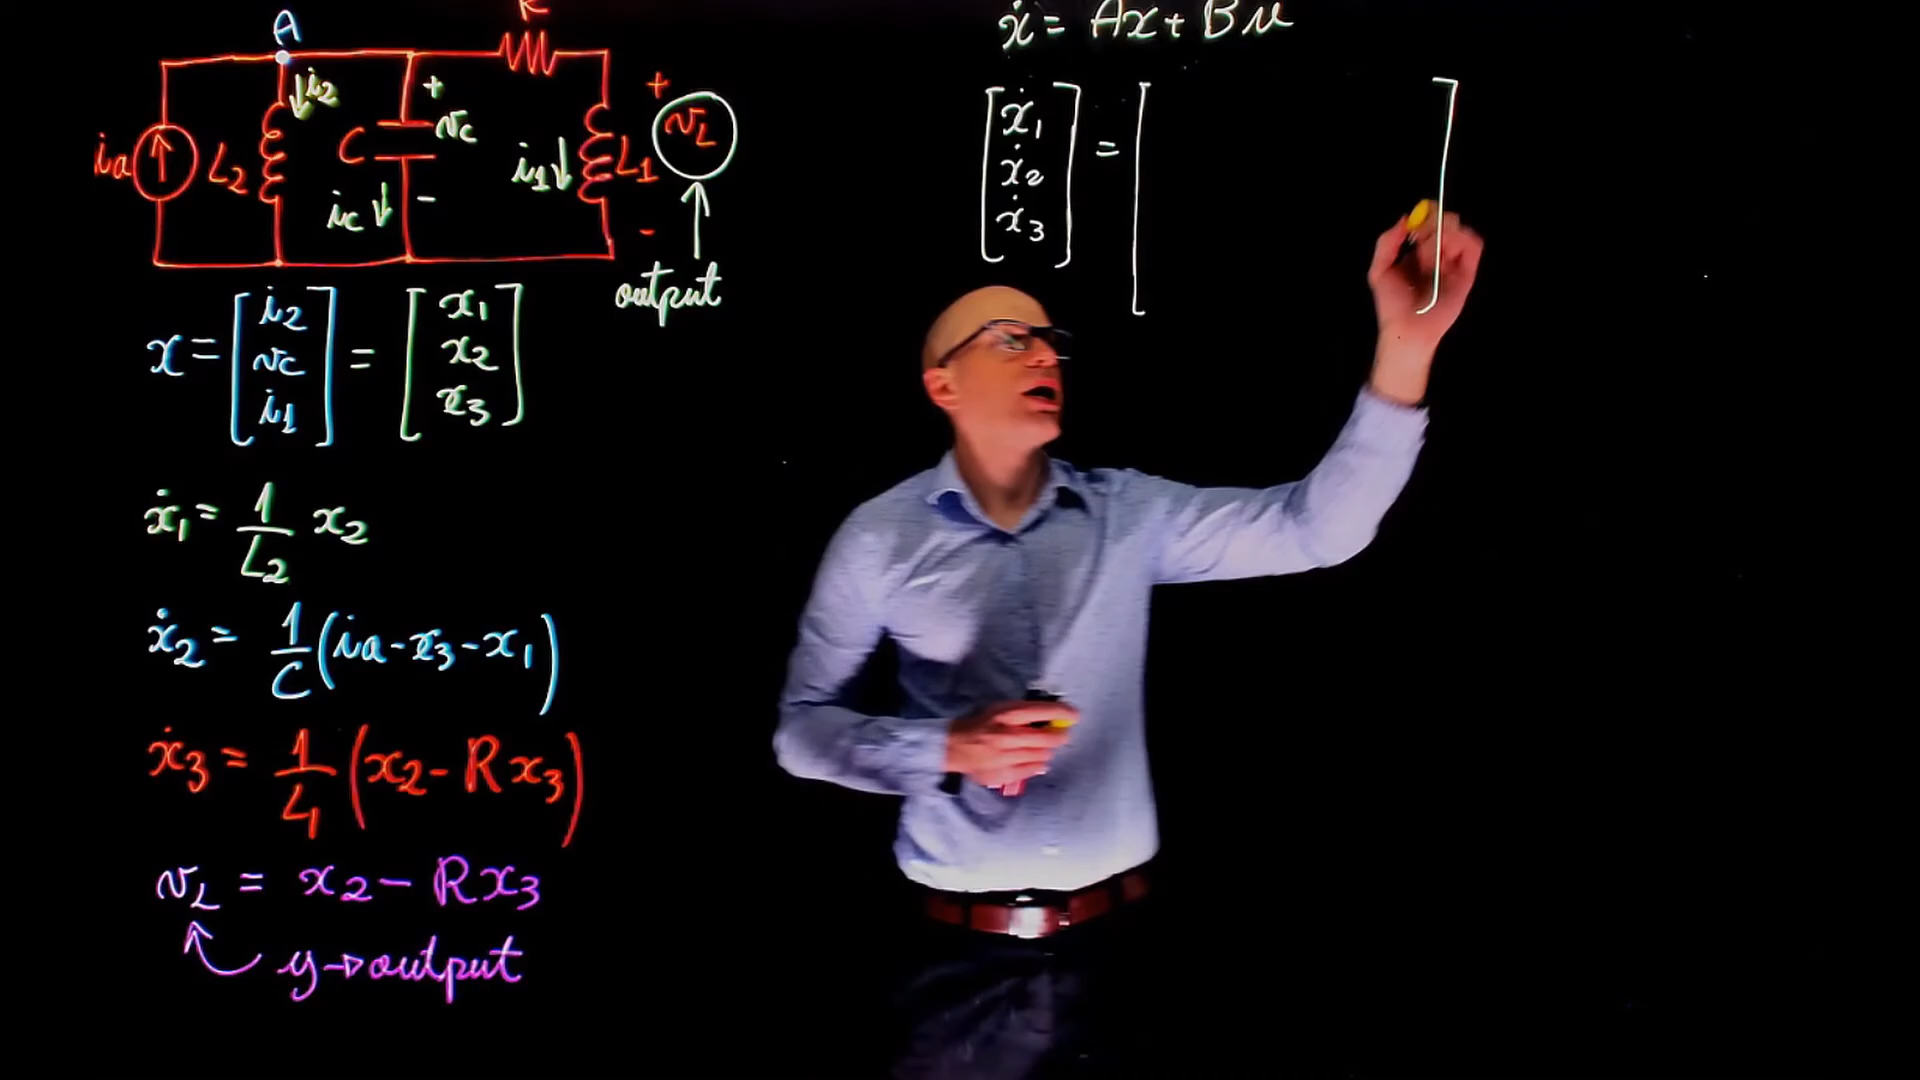 A
R
i2
+
vc
-
ic
C
ia
L2
i1
L1
+
vL
-
output
x = [i2 vc i1] = [x1 x2 x3]
ẋ1 = 1/L2 x2
ẋ2 = 1/C (ia - x3 - x1)
ẋ3 = 1/L1 (x2 - Rx3)
vL = x2 - Rx3
y → output
ẋ = Ax + Bu
[ẋ1 ẋ2 ẋ3] = [ ]